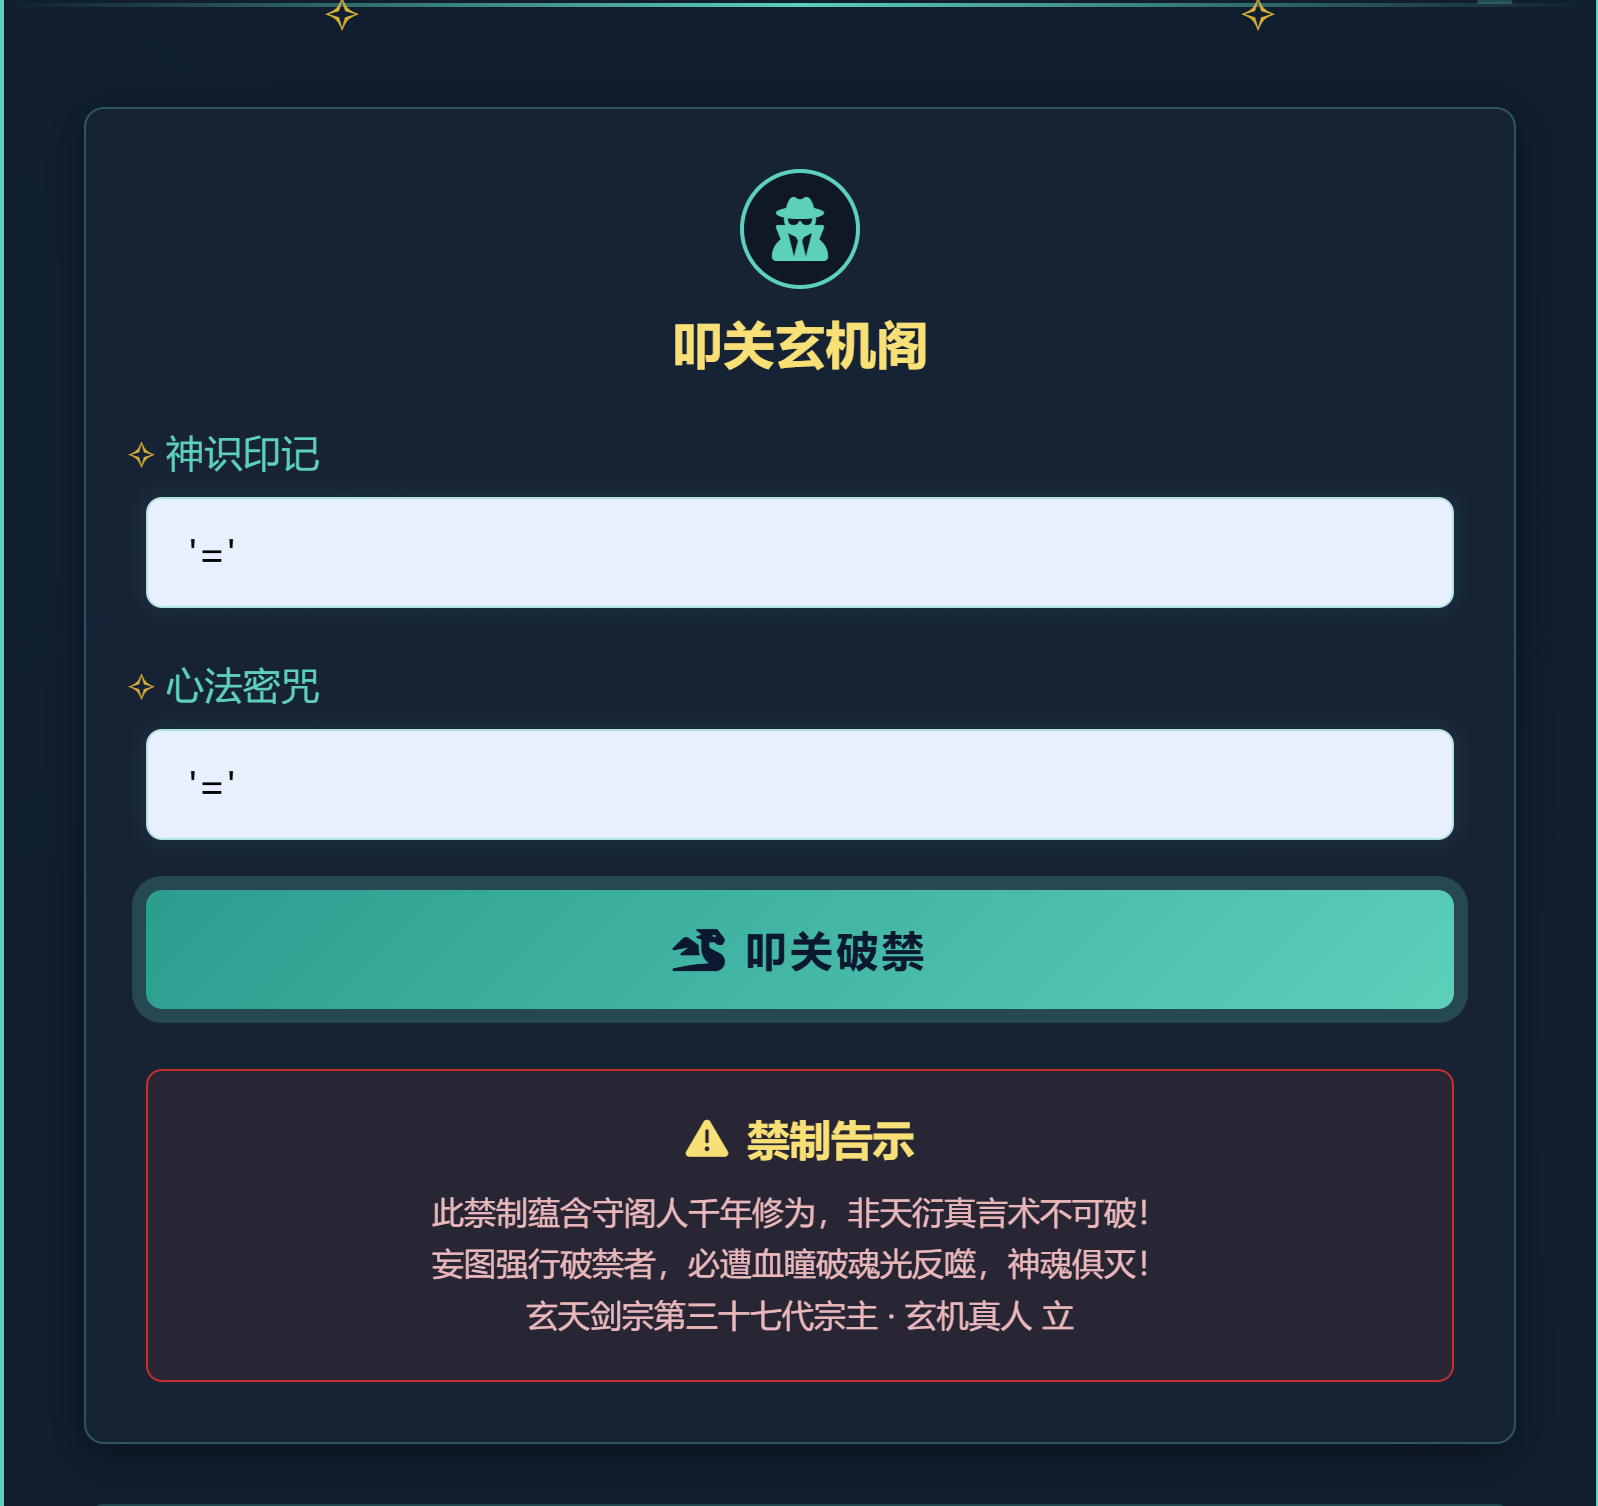 叩关玄机阁
神识印记
'='
心法密咒
'='
叩关破禁
禁制告示
此禁制蕴含守阁人千年修为，非天衍真言术不可破！
妄图强行破禁者，必遭血瞳破魂光反噬，神魂俱灭！
玄天剑宗第三十七代宗主 · 玄机真人 立